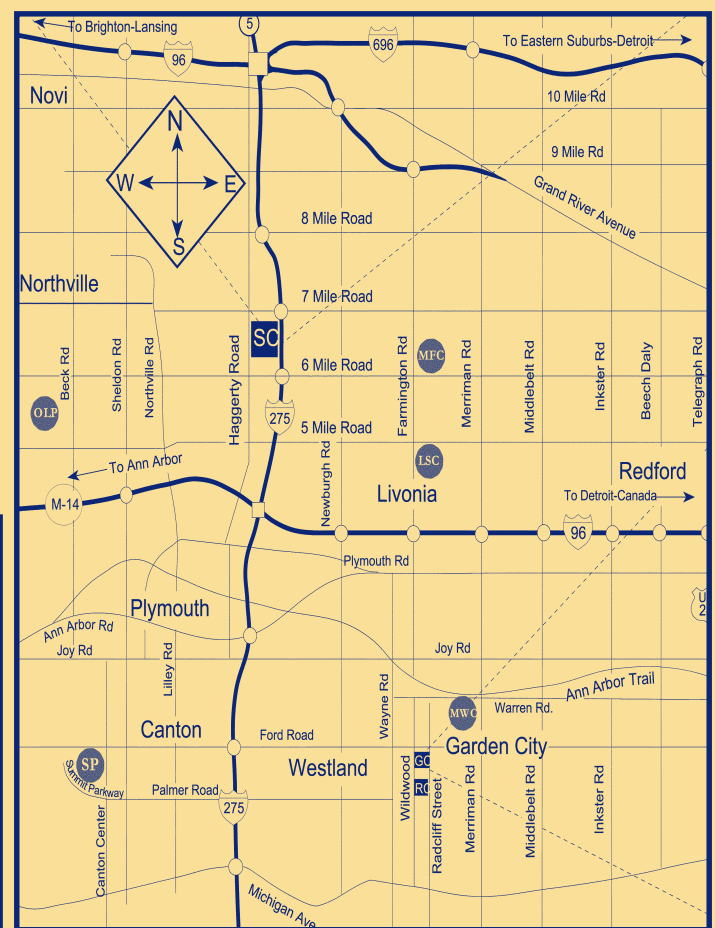 5
To Brighton-Lansing
696
To Eastern Suburbs-Detroit
96
Novi
10 Mile Rd
N
9 Mile Rd
W
E
Grand River Avenue
8 Mile Road
S
Northville
7 Mile Road
SC
Beck Rd
Sheldon Rd
Northville Rd
Haggerty Road
6 Mile Road
Farmington Rd
MFC
Merriman Rd
Middlebelt Rd
Inkster Rd
Beech Daly
Telegraph Rd
OLP
275
5 Mile Road
Newburgh Rd
LSC
To Ann Arbor
Redford
Livonia
M-14
To Detroit-Canada
96
Plymouth Rd
U
2
Plymouth
Ann Arbor Rd
Joy Rd
Joy Rd
Lilley Rd
Wayne Rd
Ann Arbor Trail
MWC
Warren Rd.
Canton
Ford Road
Garden City
SP
Westland
GC
Summit Parkway
Palmer Road
RC
275
Wildwood
Radcliff Street
Merriman Rd
Middlebelt Rd
Inkster Rd
Canton Center
Michigan Ave